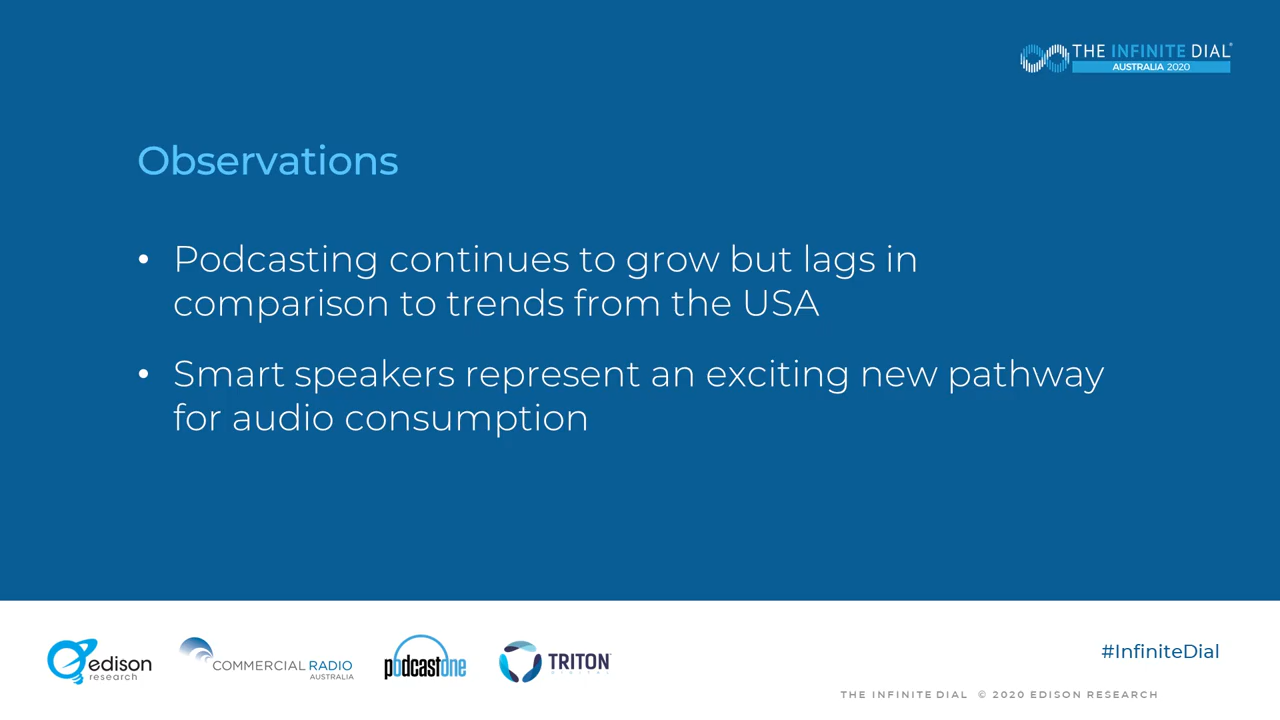 THE INFINITE DIAL®
AUSTRALIA 2020
Observations
• Podcasting continues to grow but lags in
comparison to trends from the USA
• Smart speakers represent an exciting new pathway
for audio consumption
edison
research
COMMERCIAL RADIO
AUSTRALIA
podcastone
TRITON
DIGITAL
#InfiniteDial
THE INFINITE DIAL © 2020 EDISON RESEARCH